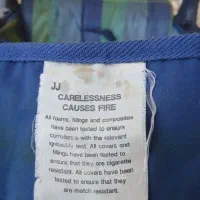 JJ
CARELESSNESS
CAUSES FIRE
All foams, fillings and composites
have been tested to ensure
compliance with the relevant
ignitability test. All covers and
fillings have been tested to
ensure that they are cigarette
resistant. All covers have been
tested to ensure that they
are match resistant.